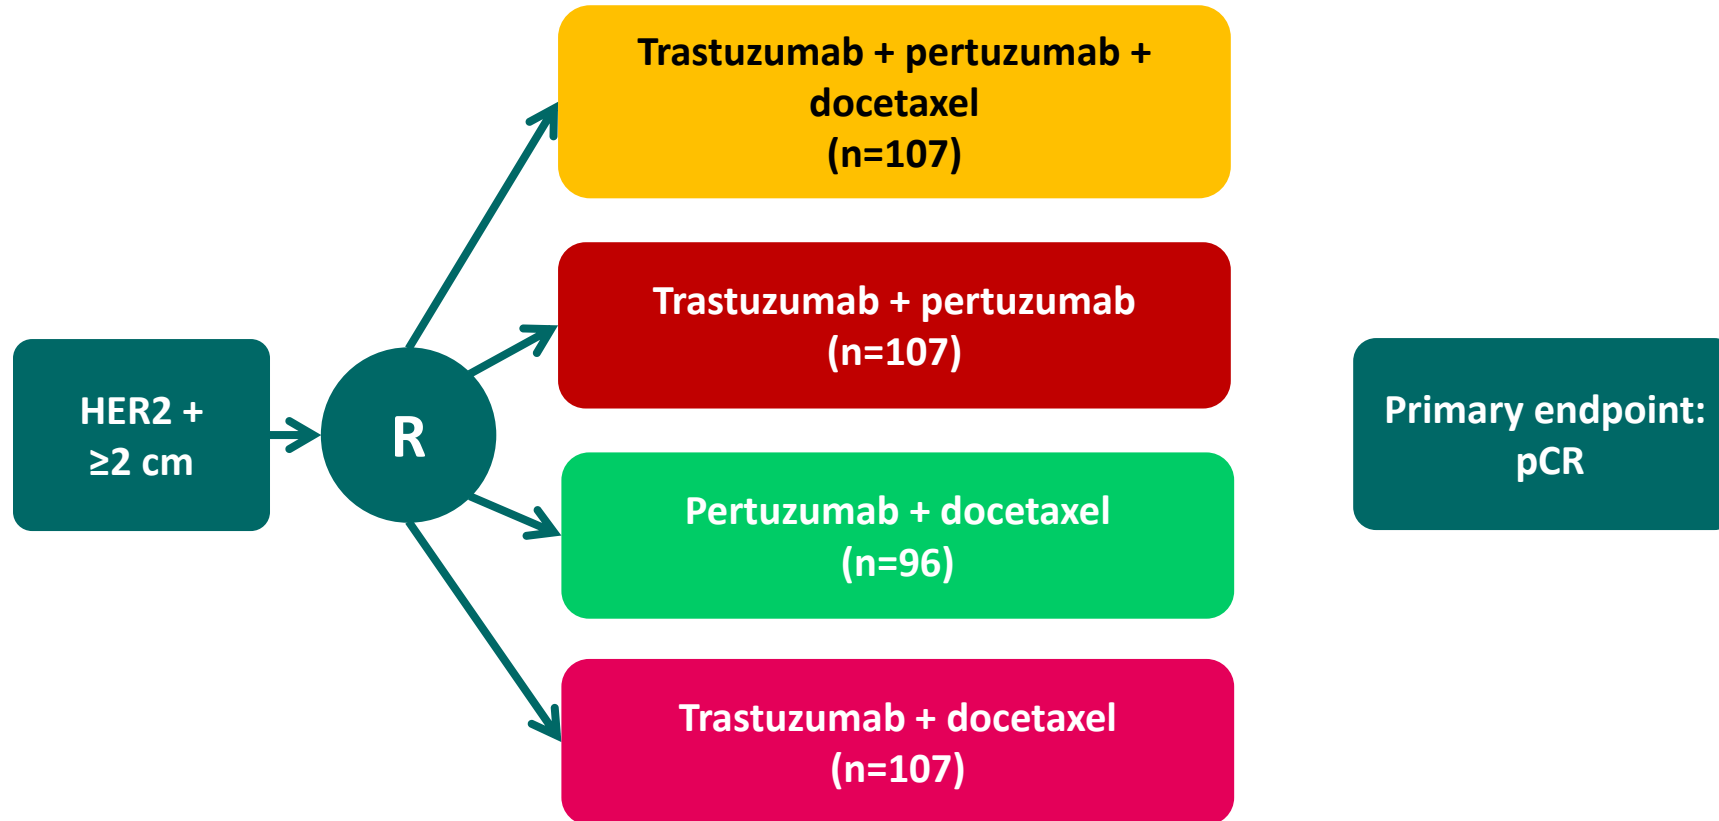 HER2 +
≥2 cm
R
Trastuzumab + pertuzumab +
docetaxel
(n=107)
Trastuzumab + pertuzumab
(n=107)
Pertuzumab + docetaxel
(n=96)
Trastuzumab + docetaxel
(n=107)
Primary endpoint:
pCR